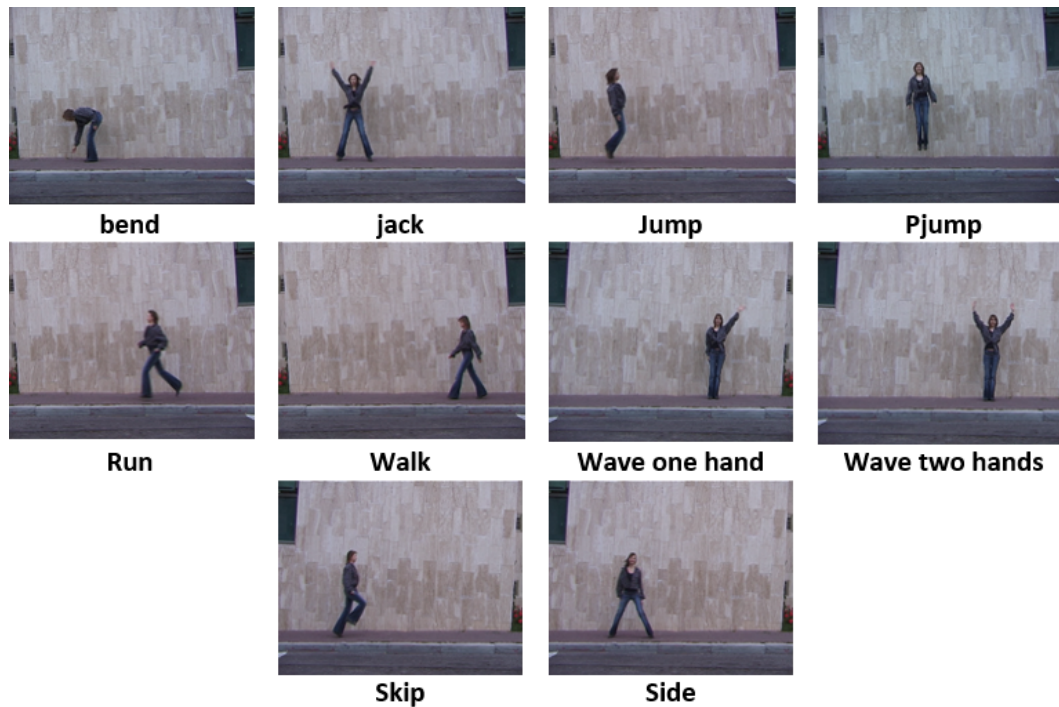 bend
jack
Jump
Pjump
Run
Walk
Wave one hand
Wave two hands
Skip
Side